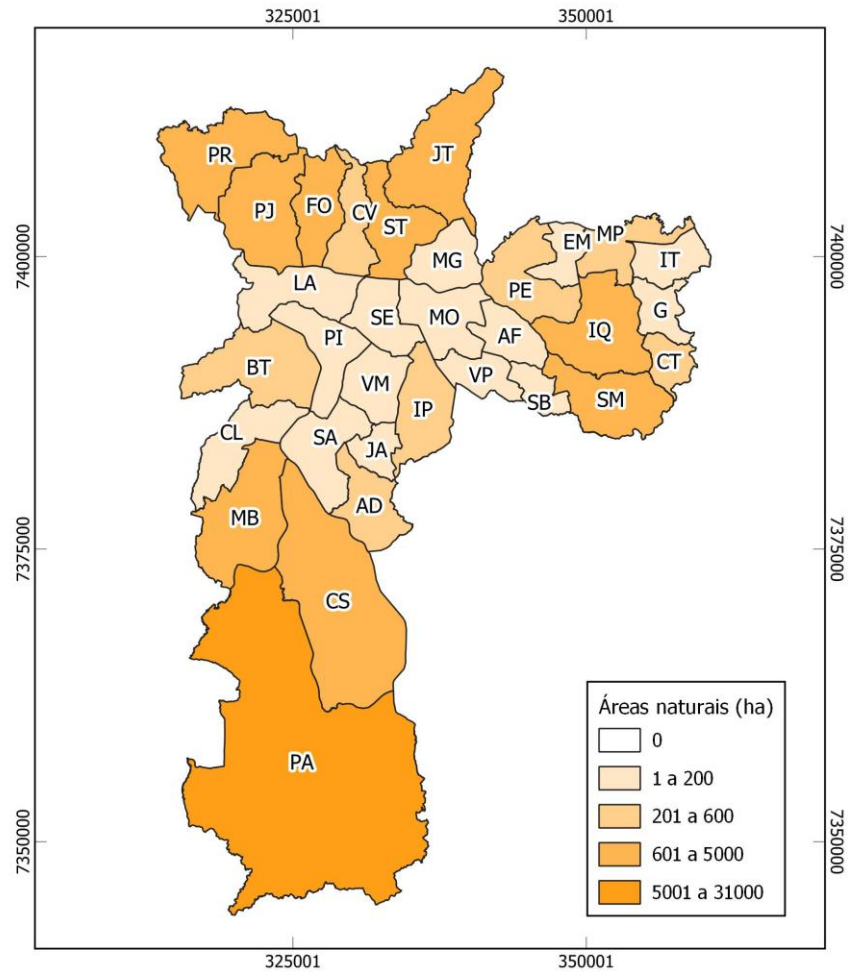 325001
350001
JT
PR
FO
PJ
CV
ST
7400000
7400000
EM
MP
MG
IT
LA
PE
G
SE
MO
IQ
PI
AF
CT
BT
VP
VM
SM
SB
IP
CL
SA
JA
AD
MB
7375000
7375000
CS
Áreas naturais (ha)
0
PA
1 a 200
201 a 600
7350000
7350000
601 a 5000
5001 a 31000
325001
350001